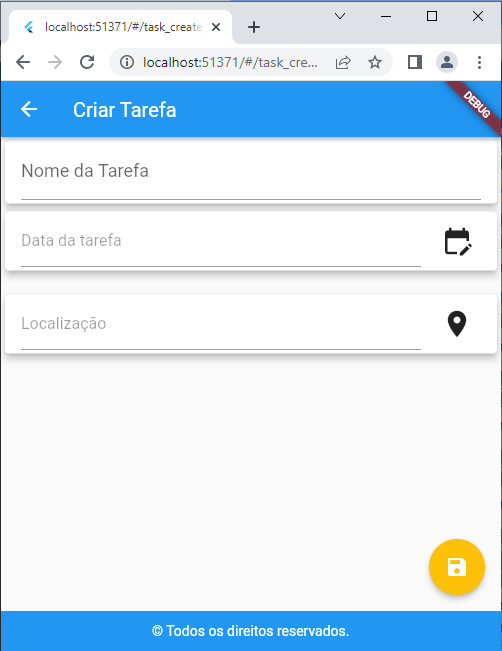 localhost:51371/#/task_create
localhost:51371/#/task_cre...
Criar Tarefa
DEBUG
Nome da Tarefa
Data da tarefa
Localização
© Todos os direitos reservados.